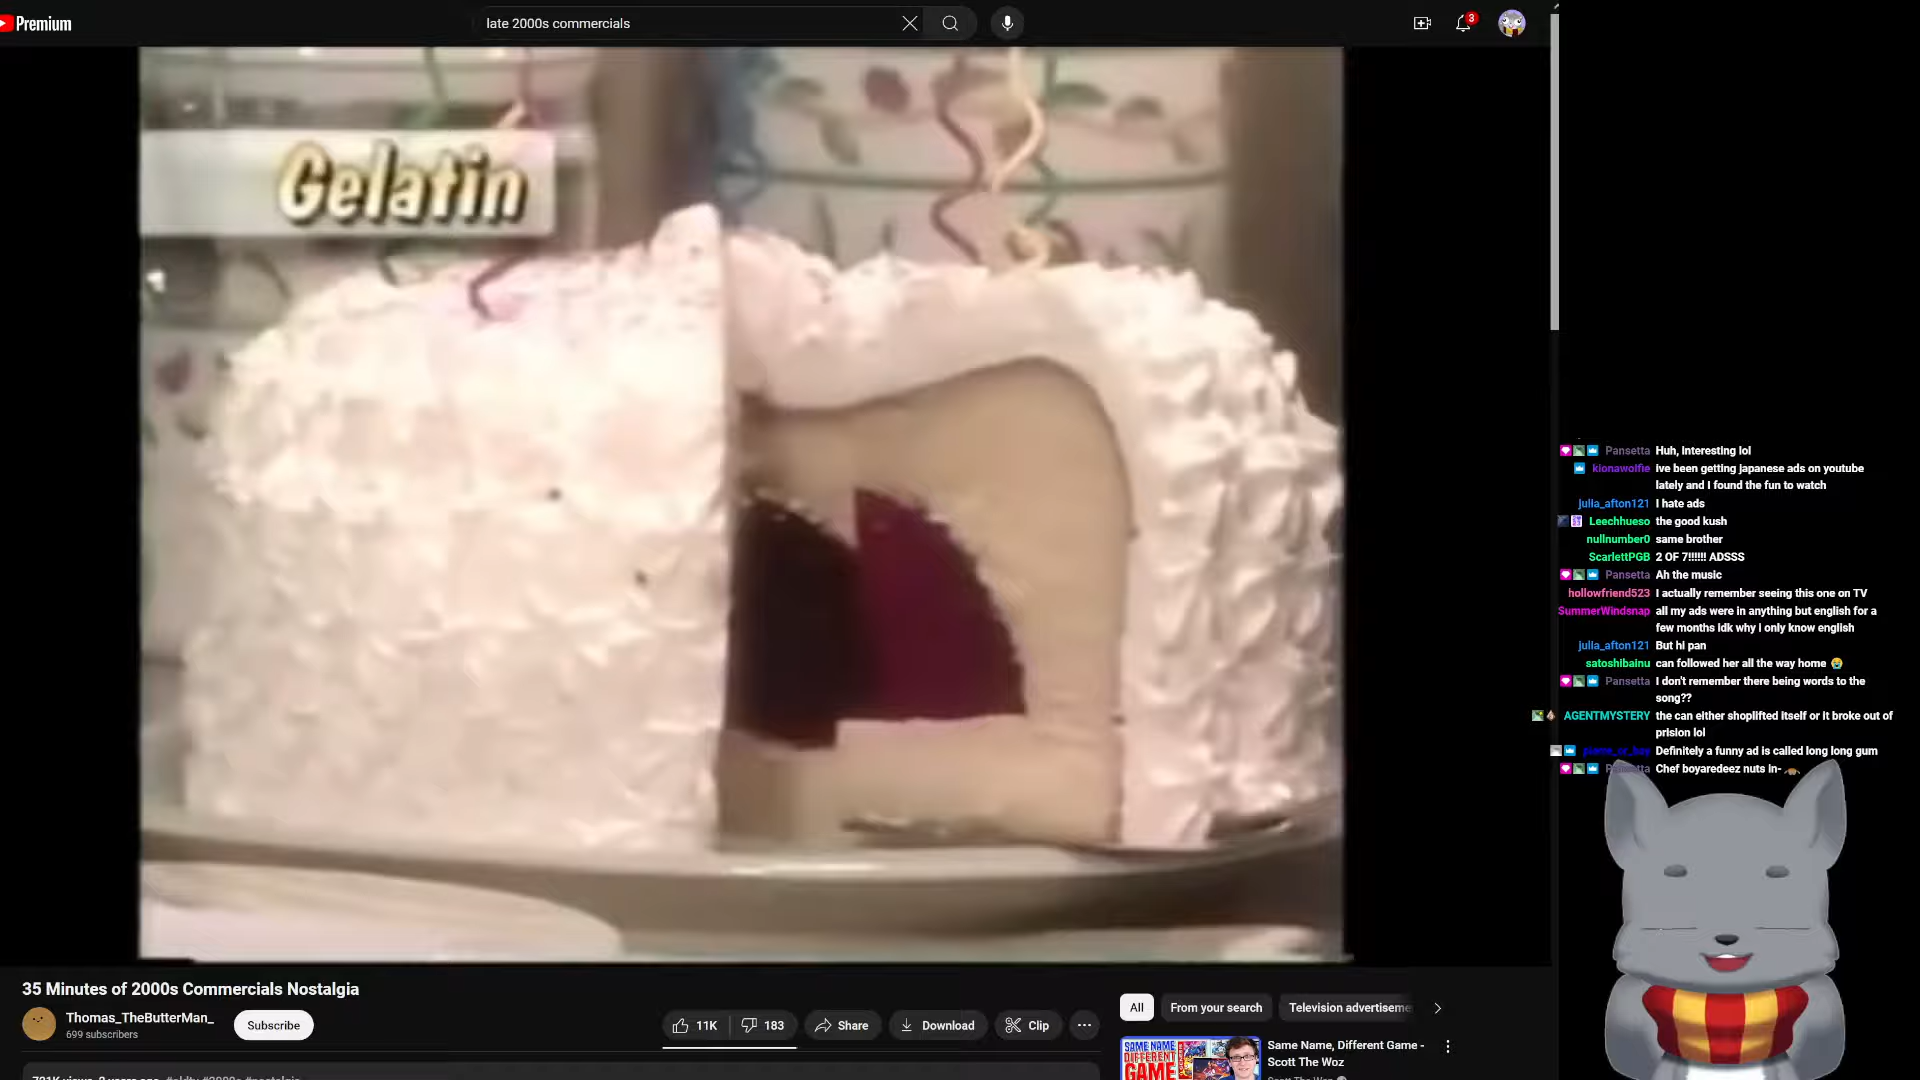 Premium
late 2000s commercials
3
Gelatin
Pansetta Huh, interesting lol
kionawolfie ive been getting japanese ads on youtube
lately and I found the fun to watch
julia_afton121 I hate ads
Leechhueso the good kush
nullnumber0 same brother
ScarlettPGB 2 OF 7!!!!!! ADSSS
Pansetta Ah the music
hollowfriend523 I actually remember seeing this one on TV
SummerWindsnap all my ads were in anything but english for a
few months idk why i only know english
julia_afton121 But hi pan
satoshibainu can followed her all the way home 😭
Pansetta I don't remember there being words to the
song??
AGENTMYSTERY the can either shoplifted itself or it broke out of
prision lol
Definitely a funny ad is called long long gum
Pansetta Chef boyaredeez nuts in-
35 Minutes of 2000s Commercials Nostalgia
Thomas_TheButterMan_
699 subscribers
Subscribe
11K
183
Share
Download
Clip
All
From your search
Television advertiseme
SAME NAME
DIFFERENT
GAME
Same Name, Different Game -
Scott The Woz